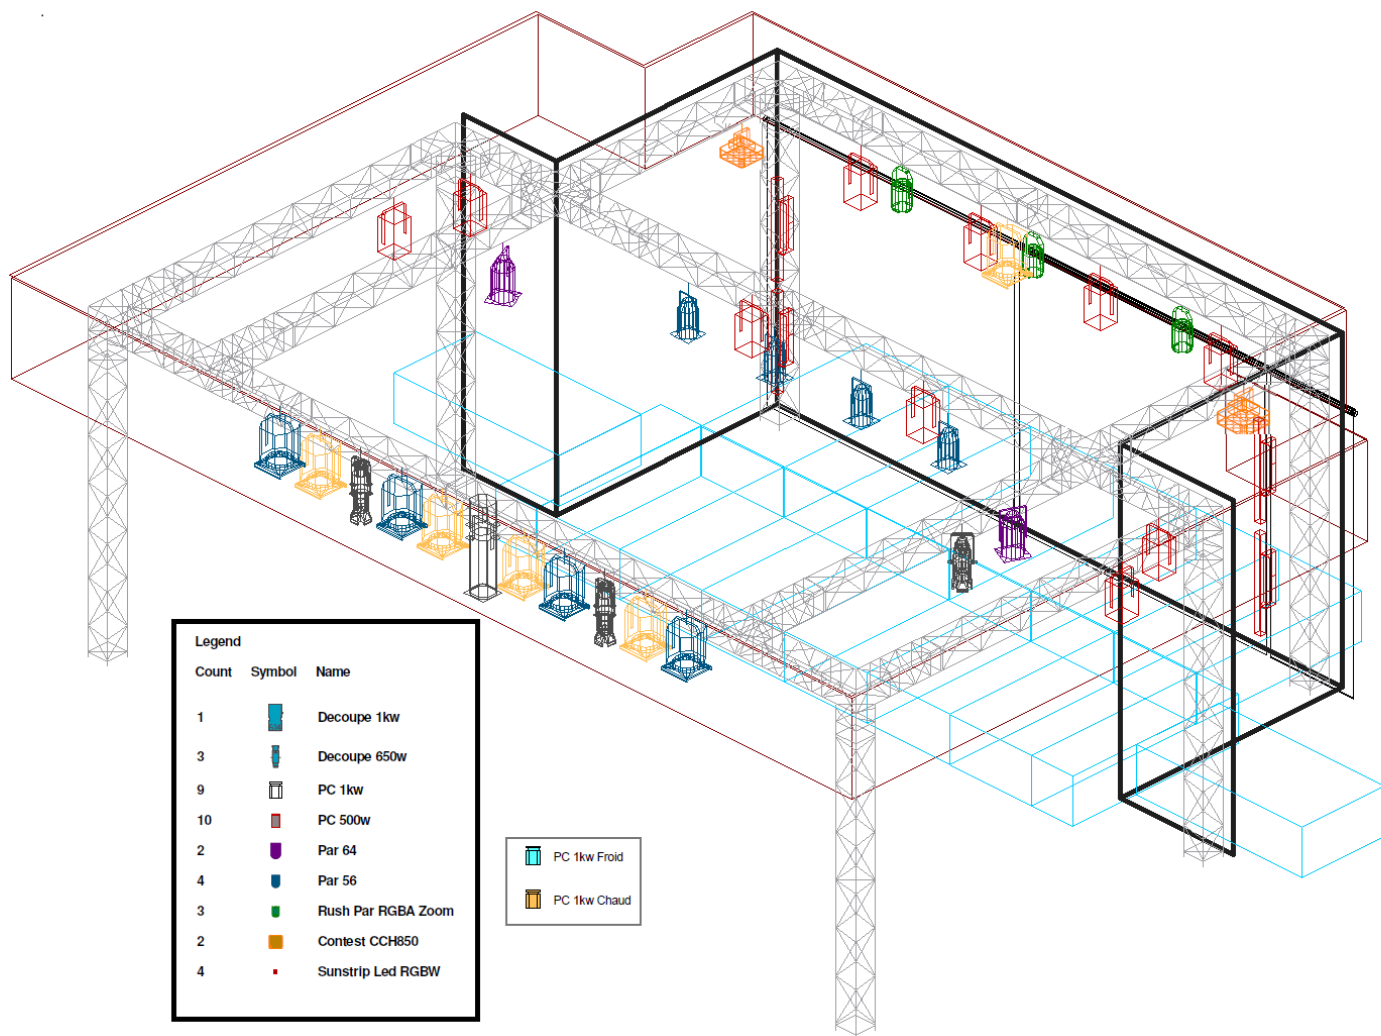 Legend
Count Symbol Name
1 Decoupe 1kw
3 Decoupe 650w
9 PC 1kw
10 PC 500w
2 Par 64
4 Par 56
3 Rush Par RGBA Zoom
2 Contest CCH850
4 Sunstrip Led RGBW
PC 1kw Froid
PC 1kw Chaud